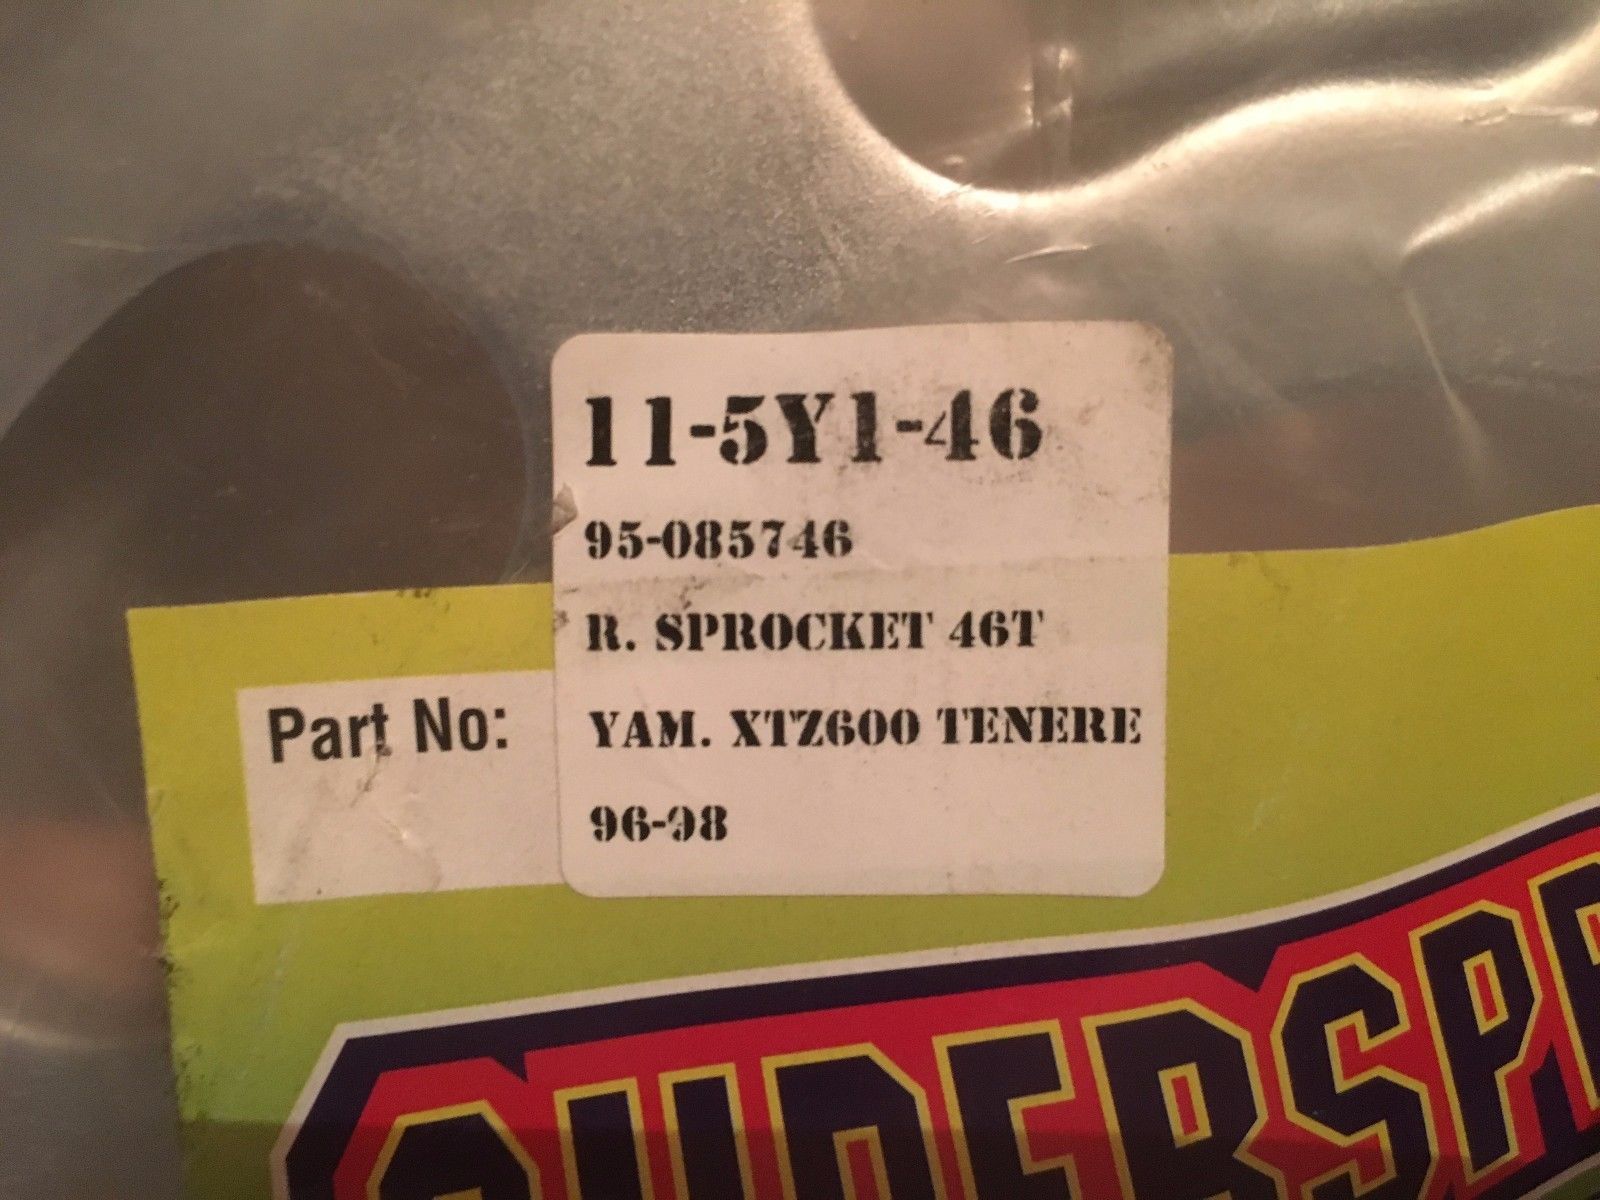 11-5Y1-46
95-085746
R. SPROCKET 46T
YAM. XTZ600 TENERE
96-98
Part No: